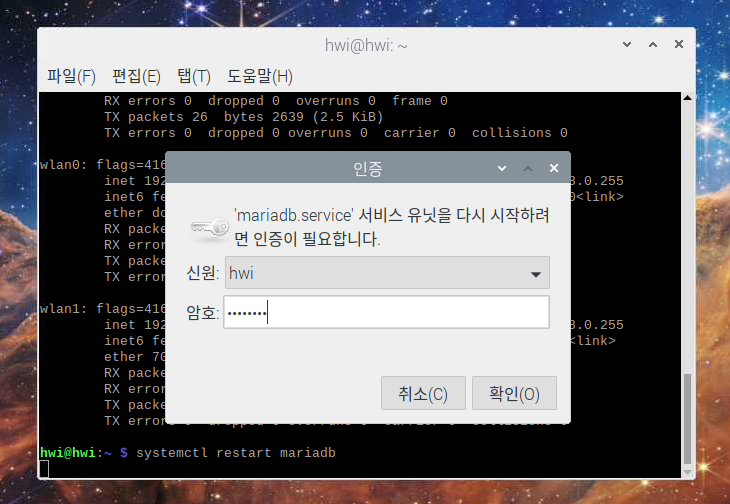 hwi@hwi: ~
파일(F) 편집(E) 탭(T) 도움말(H)
RX errors 0  dropped 0  overruns 0  frame 0
TX packets 26  bytes 2639 (2.5 KiB)
TX errors 0  dropped 0 overruns 0  carrier 0  collisions 0
wlan0: flags=416
inet 192
3.0.255
inet6 fe
0<link>
ether do
RX packe
RX error
TX packe
TX error
wlan1: flags=416
inet 192
3.0.255
inet6 fe
<link>
ether 70
RX packe
RX error
TX packe
TX error
인증
'mariadb.service' 서비스 유닛을 다시 시작하려
면 인증이 필요합니다.
신원: hwi
암호: ••••••••
취소(C) 확인(O)
hwi@hwi:~ $ systemctl restart mariadb